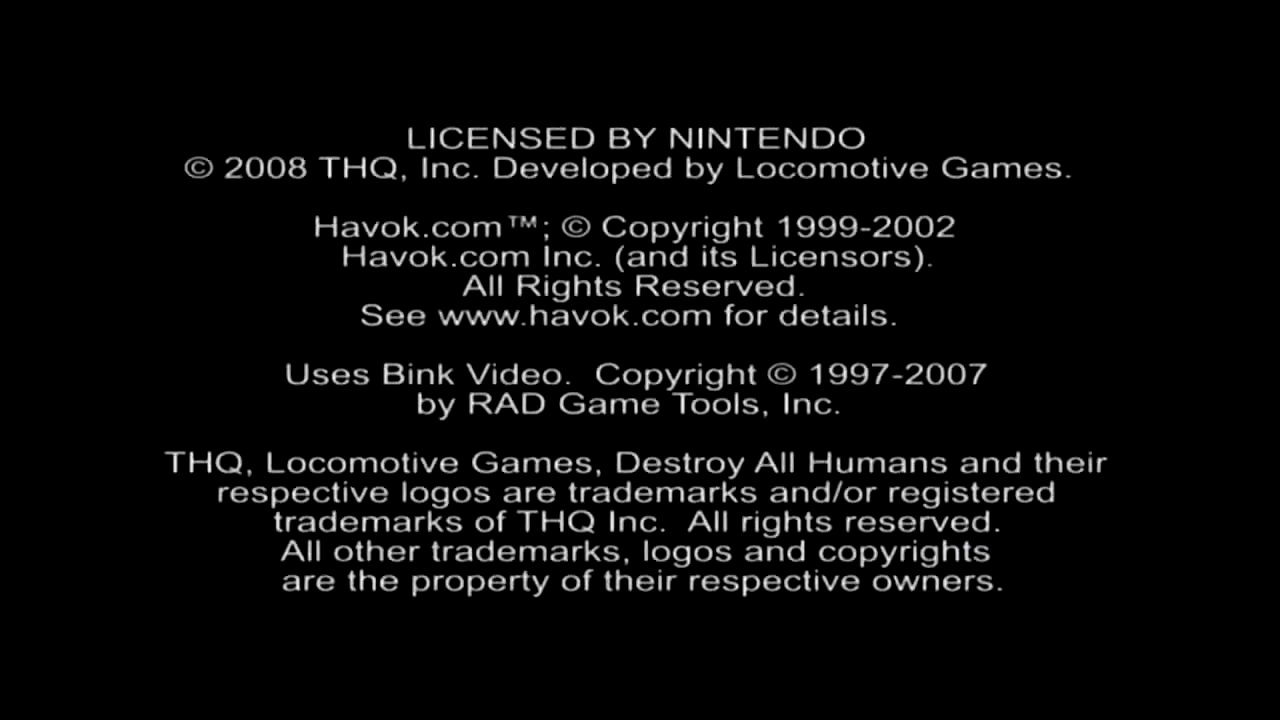 LICENSED BY NINTENDO
© 2008 THQ, Inc. Developed by Locomotive Games.
Havok.com™; © Copyright 1999-2002
Havok.com Inc. (and its Licensors).
All Rights Reserved.
See www.havok.com for details.
Uses Bink Video.  Copyright © 1997-2007
by RAD Game Tools, Inc.
THQ, Locomotive Games, Destroy All Humans and their
respective logos are trademarks and/or registered
trademarks of THQ Inc.  All rights reserved.
All other trademarks, logos and copyrights
are the property of their respective owners.